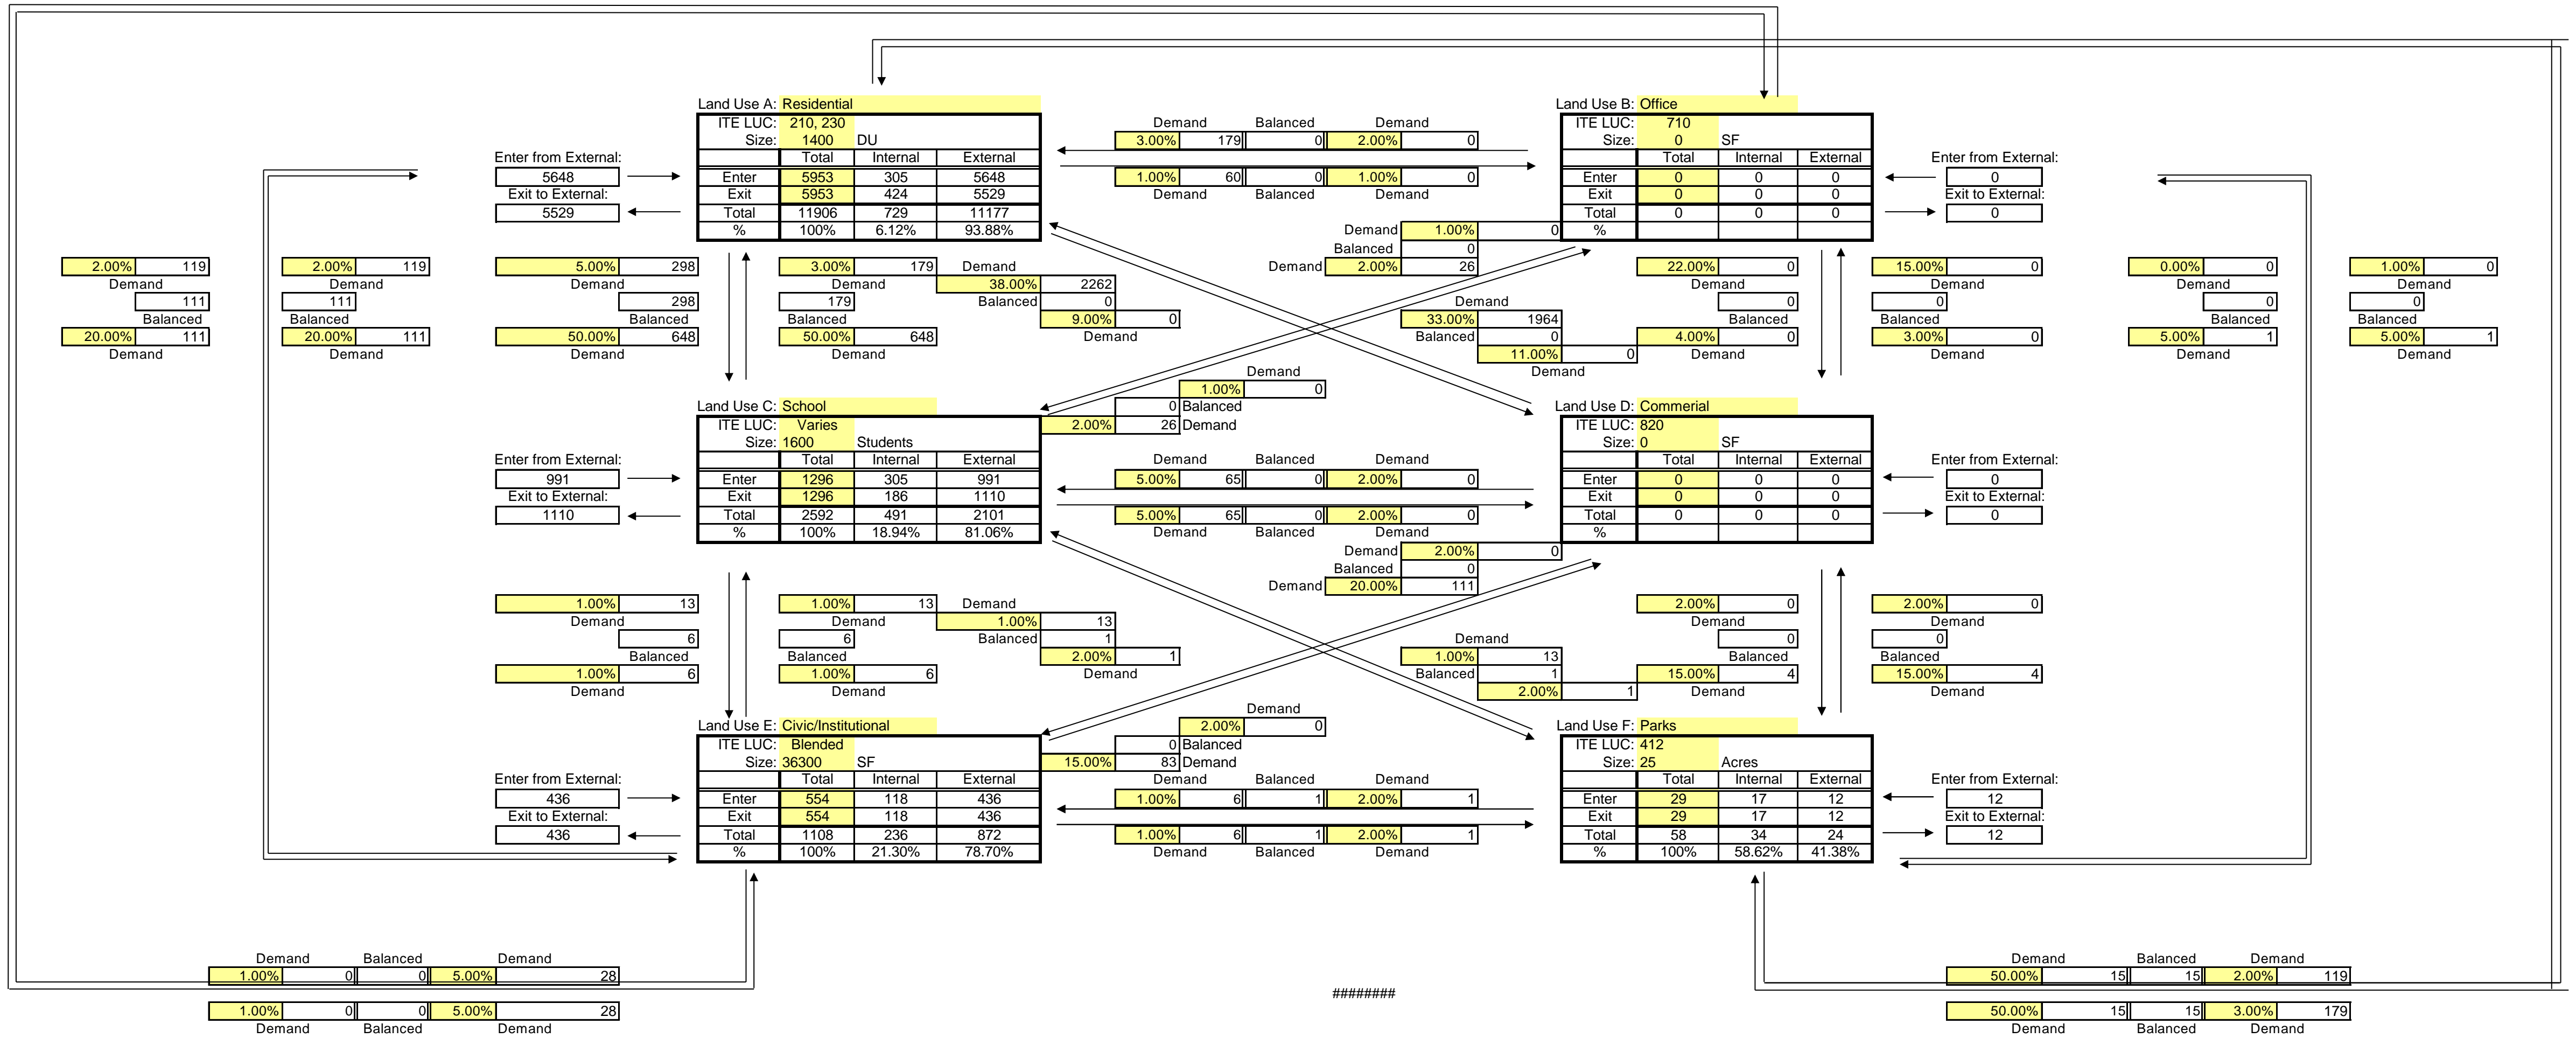 Land Use A: Residential
Land Use B: Office
ITE LUC: 210, 230
Demand Balanced Demand
ITE LUC: 710
Size: 1400 DU
3.00% 179 0 2.00% 0
Size: 0 SF
Enter from External:
Total Internal External
Total Internal External
Enter from External:
5648
Enter 5953 305 5648
1.00% 60 0 1.00% 0
Enter 0 0 0
0
Exit to External:
Exit 5953 424 5529
Demand Balanced Demand
Exit 0 0 0
Exit to External:
5529
Total 11906 729 11177
Total 0 0 0
0
% 100% 6.12% 93.88%
Demand 1.00% 0
%
Balanced 0
Demand 2.00% 26
2.00% 119 2.00% 119 5.00% 298 3.00% 179 Demand
22.00% 0 15.00% 0 0.00% 0 1.00% 0
Demand Demand Demand Demand 38.00% 2262
Demand Demand Demand Demand
111 111 298 179 Balanced 0
Demand
0 0 0 0
Balanced Balanced Balanced Balanced 9.00% 0
33.00% 1964
Balanced Balanced Balanced Balanced
20.00% 111 20.00% 111 50.00% 648 50.00% 648 Demand
Balanced 0
4.00% 0 3.00% 0 5.00% 1 5.00% 1
Demand Demand Demand Demand
11.00% 0
Demand Demand Demand Demand
Demand
Demand
1.00% 0
Land Use C: School
0 Balanced
Land Use D: Commerial
ITE LUC: Varies
2.00% 26 Demand
ITE LUC: 820
Size: 1600 Students
Size: 0 SF
Enter from External:
Total Internal External
Demand Balanced Demand
Total Internal External
Enter from External:
991
Enter 1296 305 991
5.00% 65 0 2.00% 0
Enter 0 0 0
0
Exit to External:
Exit 1296 186 1110
Exit 0 0 0
Exit to External:
1110
Total 2592 491 2101
5.00% 65 0 2.00% 0
Total 0 0 0
0
% 100% 18.94% 81.06%
Demand Balanced Demand
%
Demand 2.00% 0
Balanced 0
Demand 20.00% 111
1.00% 13 1.00% 13 Demand
2.00% 0 2.00% 0
Demand Demand 1.00% 13
Demand Demand
6 6 Balanced 1
Demand
0 0
Balanced Balanced 2.00% 1
1.00% 13
Balanced Balanced
1.00% 6 1.00% 6 Demand
Balanced 1
15.00% 4 15.00% 4
Demand Demand
2.00% 1
Demand Demand
Demand
2.00% 0
Land Use E: Civic/Institutional
0 Balanced
Land Use F: Parks
ITE LUC: Blended
15.00% 83 Demand
ITE LUC: 412
Size: 36300 SF
Size: 25 Acres
Enter from External:
Total Internal External
Demand Balanced Demand
Total Internal External
Enter from External:
436
Enter 554 118 436
1.00% 6 1 2.00% 1
Enter 29 17 12
12
Exit to External:
Exit 554 118 436
Exit 29 17 12
Exit to External:
436
Total 1108 236 872
1.00% 6 1 2.00% 1
Total 58 34 24
12
% 100% 21.30% 78.70%
Demand Balanced Demand
% 100% 58.62% 41.38%
Demand Balanced Demand
Demand Balanced Demand
1.00% 0 0 5.00% 28
50.00% 15 15 2.00% 119
########
1.00% 0 0 5.00% 28
50.00% 15 15 3.00% 179
Demand Balanced Demand
Demand Balanced Demand